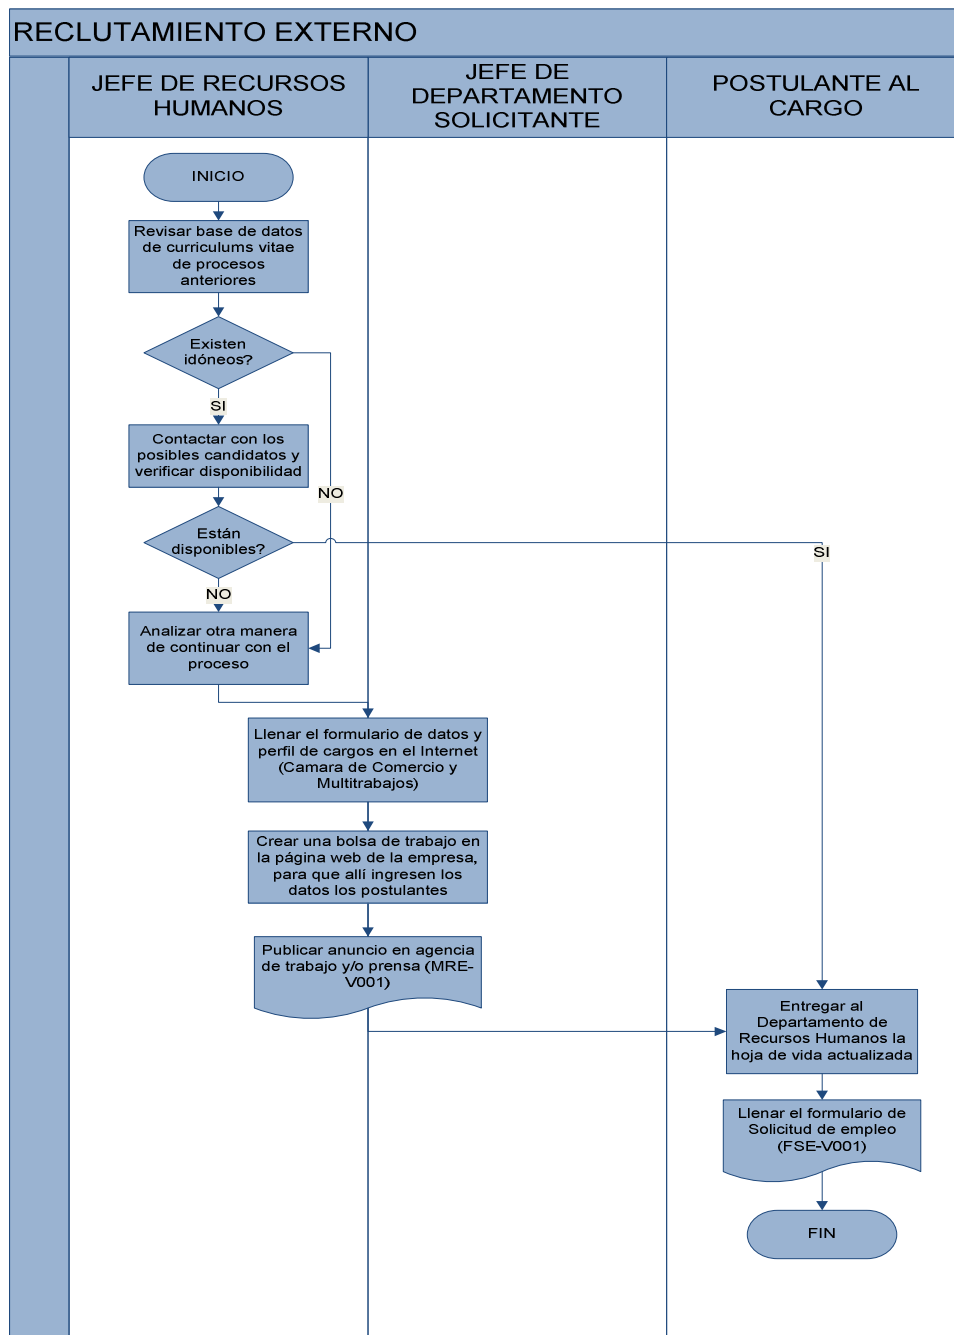 RECLUTAMIENTO EXTERNO
JEFE DE RECURSOS
HUMANOS
JEFE DE
DEPARTAMENTO
SOLICITANTE
POSTULANTE AL
CARGO
INICIO
Revisar base de datos
de curriculums vitae
de procesos
anteriores
Existen
idóneos?
SI
Contactar con los
posibles candidatos y
verificar disponibilidad
NO
Están
disponibles?
SI
NO
Analizar otra manera
de continuar con el
proceso
Llenar el formulario de datos y
perfil de cargos en el Internet
(Camara de Comercio y
Multitrabajos)
Crear una bolsa de trabajo en
la página web de la empresa,
para que allí ingresen los
datos los postulantes
Publicar anuncio en agencia
de trabajo y/o prensa (MRE-
V001)
Entregar al
Departamento de
Recursos Humanos la
hoja de vida actualizada
Llenar el formulario de
Solicitud de empleo
(FSE-V001)
FIN